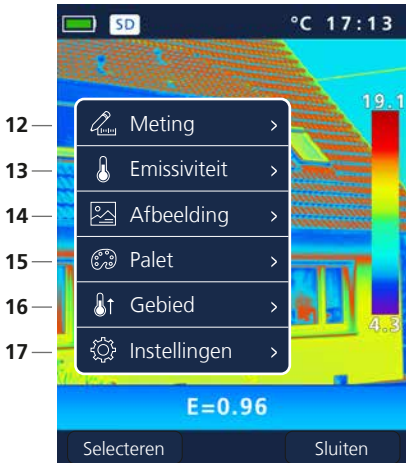 SD °C 17:13
19.1
12 Meting >
13 Emissiviteit >
14 Afbeelding >
15 Palet >
16 Gebied >
17 Instellingen >
4.3
E=0.96
Selecteren Sluiten